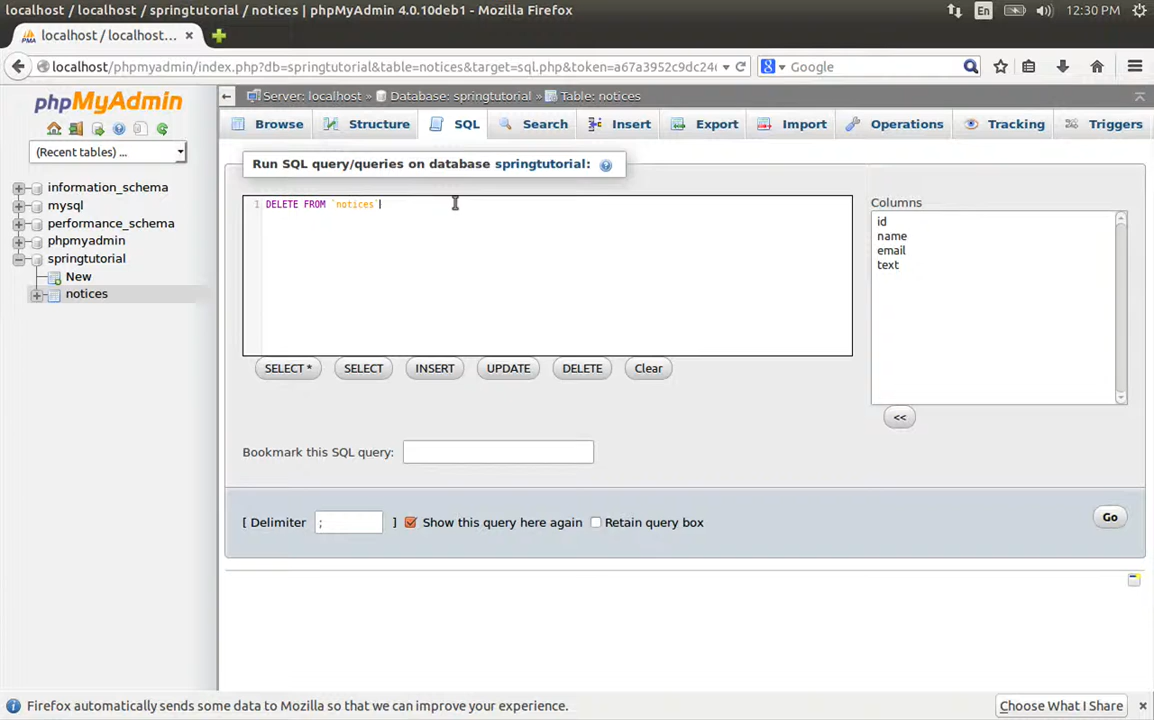 localhost / localhost / springtutorial / notices | phpMyAdmin 4.0.10deb1 - Mozilla Firefox
En
12:30 PM
localhost / localhost...
localhost/phpmyadmin/index.php?db=springtutorial&table=notices&target=sql.php&token=a67a3952c9dc24
Google
phpMyAdmin
(Recent tables) ...
information_schema
mysql
performance_schema
phpmyadmin
springtutorial
New
notices
Server: localhost » Database: springtutorial » Table: notices
Browse Structure SQL Search Insert Export Import Operations Tracking Triggers
Run SQL query/queries on database springtutorial:
1 DELETE FROM `notices`
Columns
id
name
email
text
SELECT * SELECT INSERT UPDATE DELETE Clear
<<
Bookmark this SQL query:
[ Delimiter ; ] Show this query here again Retain query box
Go
Firefox automatically sends some data to Mozilla so that we can improve your experience.
Choose What I Share